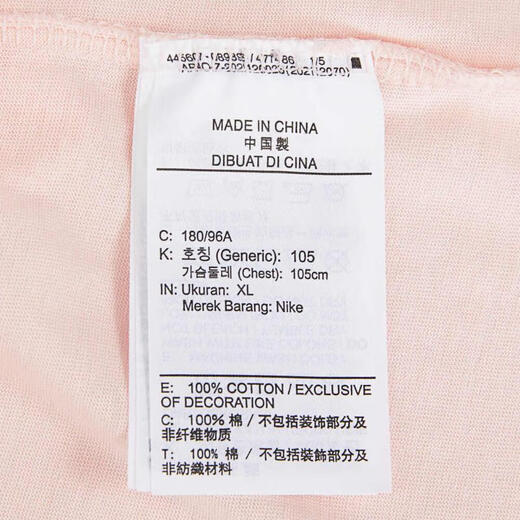 1/5
MADE IN CHINA
中国製
DIBUAT DI CINA
C: 180/96A
K: 호칭 (Generic): 105
가슴둘레 (Chest): 105cm
IN: Ukuran: XL
Merek Barang: Nike
E: 100% COTTON / EXCLUSIVE
OF DECORATION
C: 100% 棉 / 不包括装饰部分及
非纤维物质
T: 100% 棉 / 不包括裝飾部分及
非紡織材料